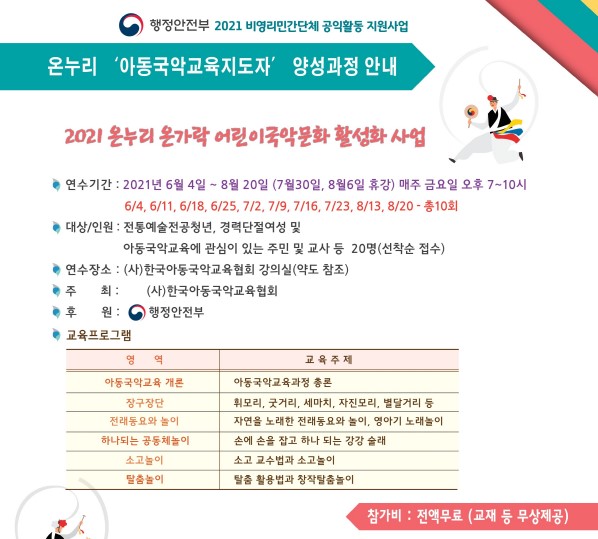 행정안전부 2021 비영리민간단체 공익활동 지원사업
온누리 ‘아동국악교육지도자’ 양성과정 안내
2021 온누리 온가락 어린이국악문화 활성화 사업
연수기간 : 2021년 6월 4일 ~ 8월 20일 (7월30일, 8월6일 휴강) 매주 금요일 오후 7~10시
6/4, 6/11, 6/18, 6/25, 7/2, 7/9, 7/16, 7/23, 8/13, 8/20 - 총10회
대상/인원 : 전통예술전공청년, 경력단절여성 및
아동국악교육에 관심이 있는 주민 및 교사 등 20명(선착순 접수)
연수장소 : (사)한국아동국악교육협회 강의실(약도 참조)
주 최 : (사)한국아동국악교육협회
후 원 : 행정안전부
교육프로그램
영 역 교육주제
아동국악교육 개론 아동국악교육과정 총론
장구장단 휘모리, 굿거리, 세마치, 자진모리, 별달거리 등
전래동요와 놀이 자연을 노래한 전래동요와 놀이, 영아기 노래놀이
하나되는 공동체놀이 손에 손을 잡고 하나 되는 강강 술래
소고놀이 소고 교수법과 소고놀이
탈춤놀이 탈춤 활용법과 창작탈춤놀이
참가비 : 전액무료 (교재 등 무상제공)